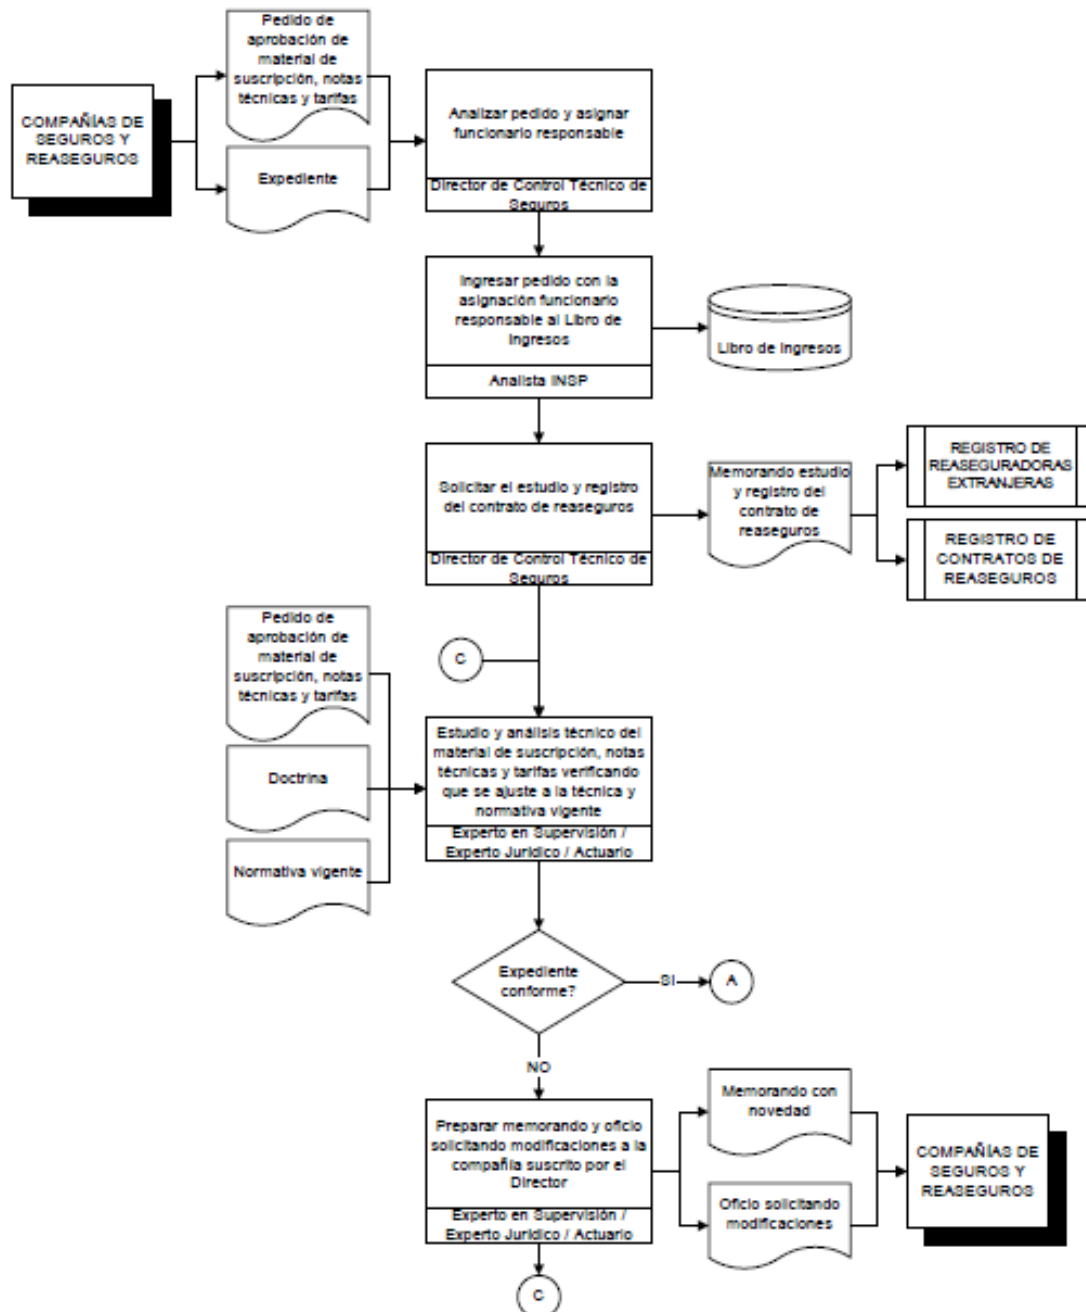 Pedido de
aprobación de
material de
suscripción, notas
técnicas y tarifas
COMPAÑÍAS DE
SEGUROS Y
REASEGUROS
Expediente
Analizar pedido y asignar
funcionario responsable
Director de Control Técnico de
Seguros
Ingresar pedido con la
asignación funcionario
responsable al Libro de
Ingresos
Analista INSP
Libro de Ingresos
Solicitar el estudio y registro
del contrato de reaseguros
Director de Control Técnico de
Seguros
Memorando estudio
y registro del
contrato de
reaseguros
REGISTRO DE
REASEGURADORAS
EXTRANJERAS
REGISTRO DE
CONTRATOS DE
REASEGUROS
Pedido de
aprobación de
material de
suscripción, notas
técnicas y tarifas
C
Doctrina
Normativa vigente
Estudio y análisis técnico del
material de suscripción, notas
técnicas y tarifas verificando
que se ajuste a la técnica y
normativa vigente
Experto en Supervisión /
Experto Jurídico / Actuario
Expediente
conforme?
SI
A
NO
Preparar memorando y oficio
solicitando modificaciones a la
compañía suscrito por el
Director
Experto en Supervisión /
Experto Jurídico / Actuario
Memorando con
novedad
Oficio solicitando
modificaciones
COMPAÑÍAS DE
SEGUROS Y
REASEGUROS
C